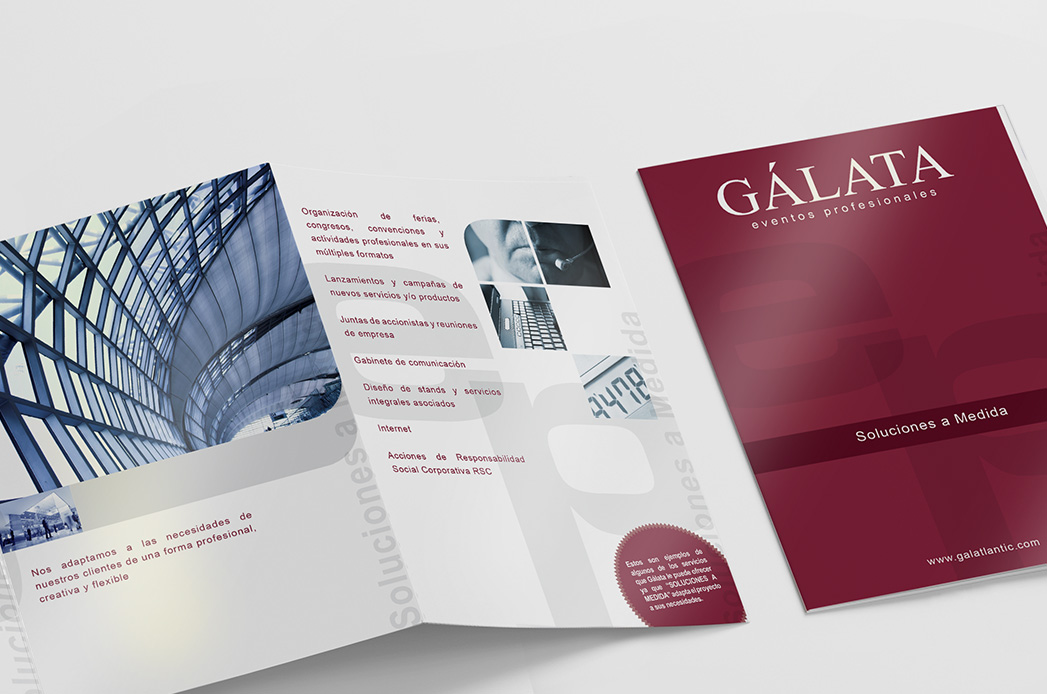 Nos adaptamos a las necesidades de
nuestros clientes de una forma profesional,
creativa y flexible
Soluciones a
Organización de ferias,
congresos, convenciones y
actividades profesionales en sus
múltiples formatos
Lanzamientos y campañas de
nuevos servicios y/o productos
Juntas de accionistas y reuniones
de empresa
Gabinete de comunicación
Diseño de stands y servicios
integrales asociados
Internet
Acciones de Responsabilidad
Social Corporativa RSC
ep
3478
a Medida
Estos son ejemplos de
algunos de los servicios
que Gálata le puede ofrecer
ya que "SOLUCIONES A
MEDIDA" adapta el proyecto
a sus necesidades.
GÁLATA
eventos profesionales
ep
Soluciones a Medida
www.galatlantic.com